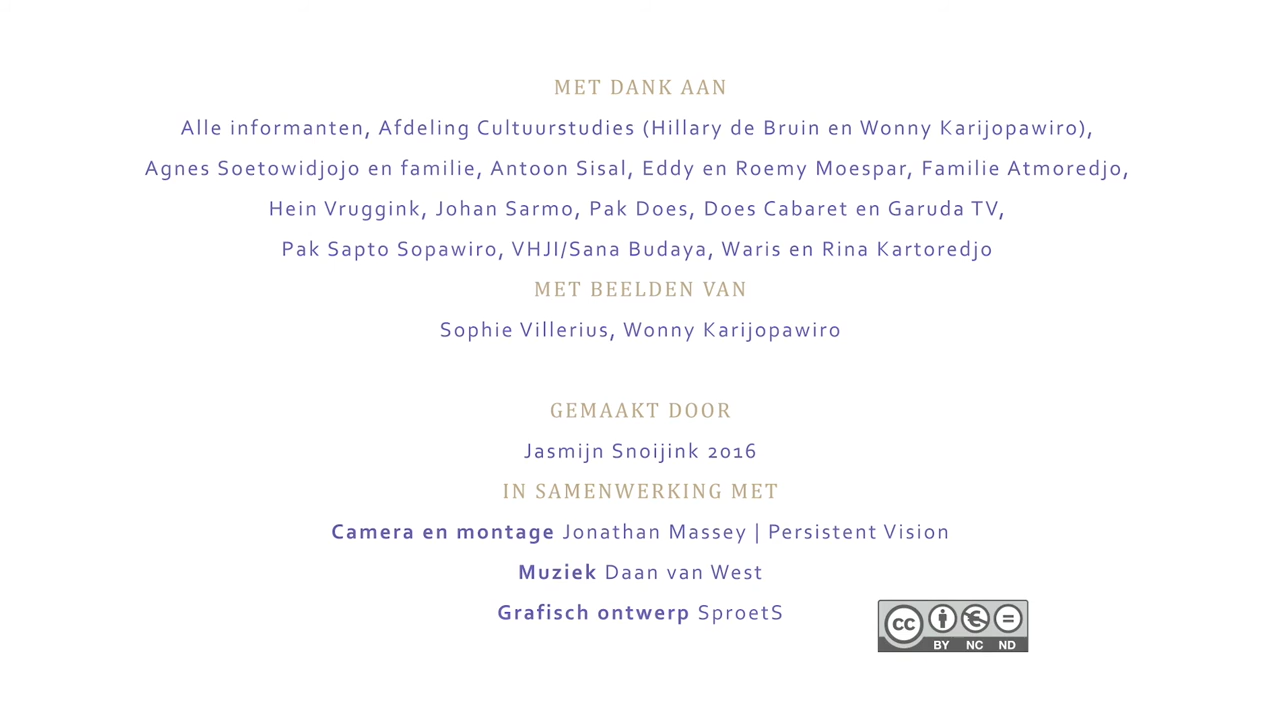 MET DANK AAN
Alle informanten, Afdeling Cultuurstudies (Hillary de Bruin en Wonny Karijopawiro),
Agnes Soetowidjojo en familie, Antoon Sisal, Eddy en Roemy Moespar, Familie Atmoredjo,
Hein Vruggink, Johan Sarmo, Pak Does, Does Cabaret en Garuda TV,
Pak Sapto Sopawiro, VHJI/Sana Budaya, Waris en Rina Kartoredjo
MET BEELDEN VAN
Sophie Villerius, Wonny Karijopawiro
GEMAAKT DOOR
Jasmijn Snoijink 2016
IN SAMENWERKING MET
Camera en montage Jonathan Massey | Persistent Vision
Muziek Daan van West
Grafisch ontwerp SproetS
cc BY NC ND